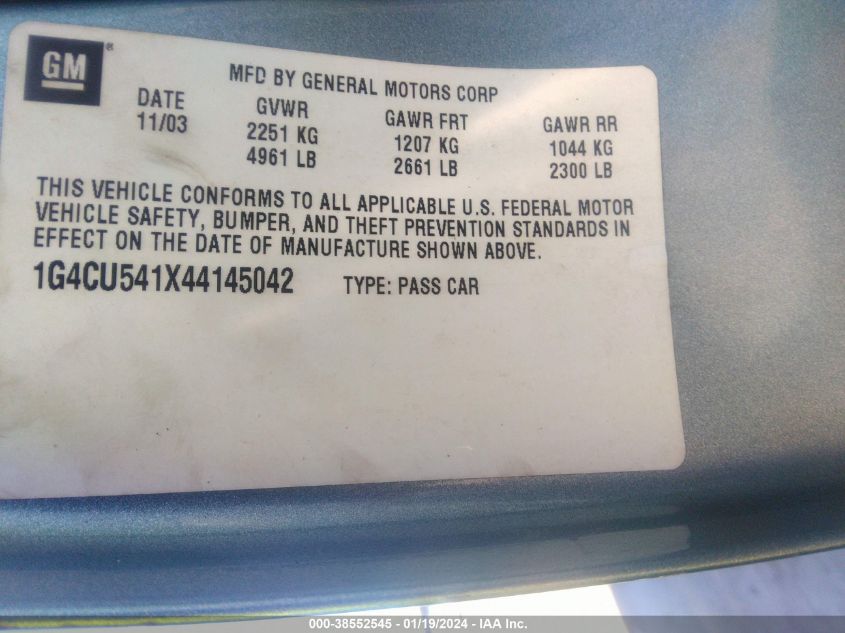 GM®
MFD BY GENERAL MOTORS CORP
DATE GVWR GAWR FRT GAWR RR
11/03 2251 KG 1207 KG 1044 KG
4961 LB 2661 LB 2300 LB
THIS VEHICLE CONFORMS TO ALL APPLICABLE U.S. FEDERAL MOTOR
VEHICLE SAFETY, BUMPER, AND THEFT PREVENTION STANDARDS IN
EFFECT ON THE DATE OF MANUFACTURE SHOWN ABOVE.
1G4CU541X44145042 TYPE: PASS CAR
000-38552545 - 01/19/2024 - IAA Inc.